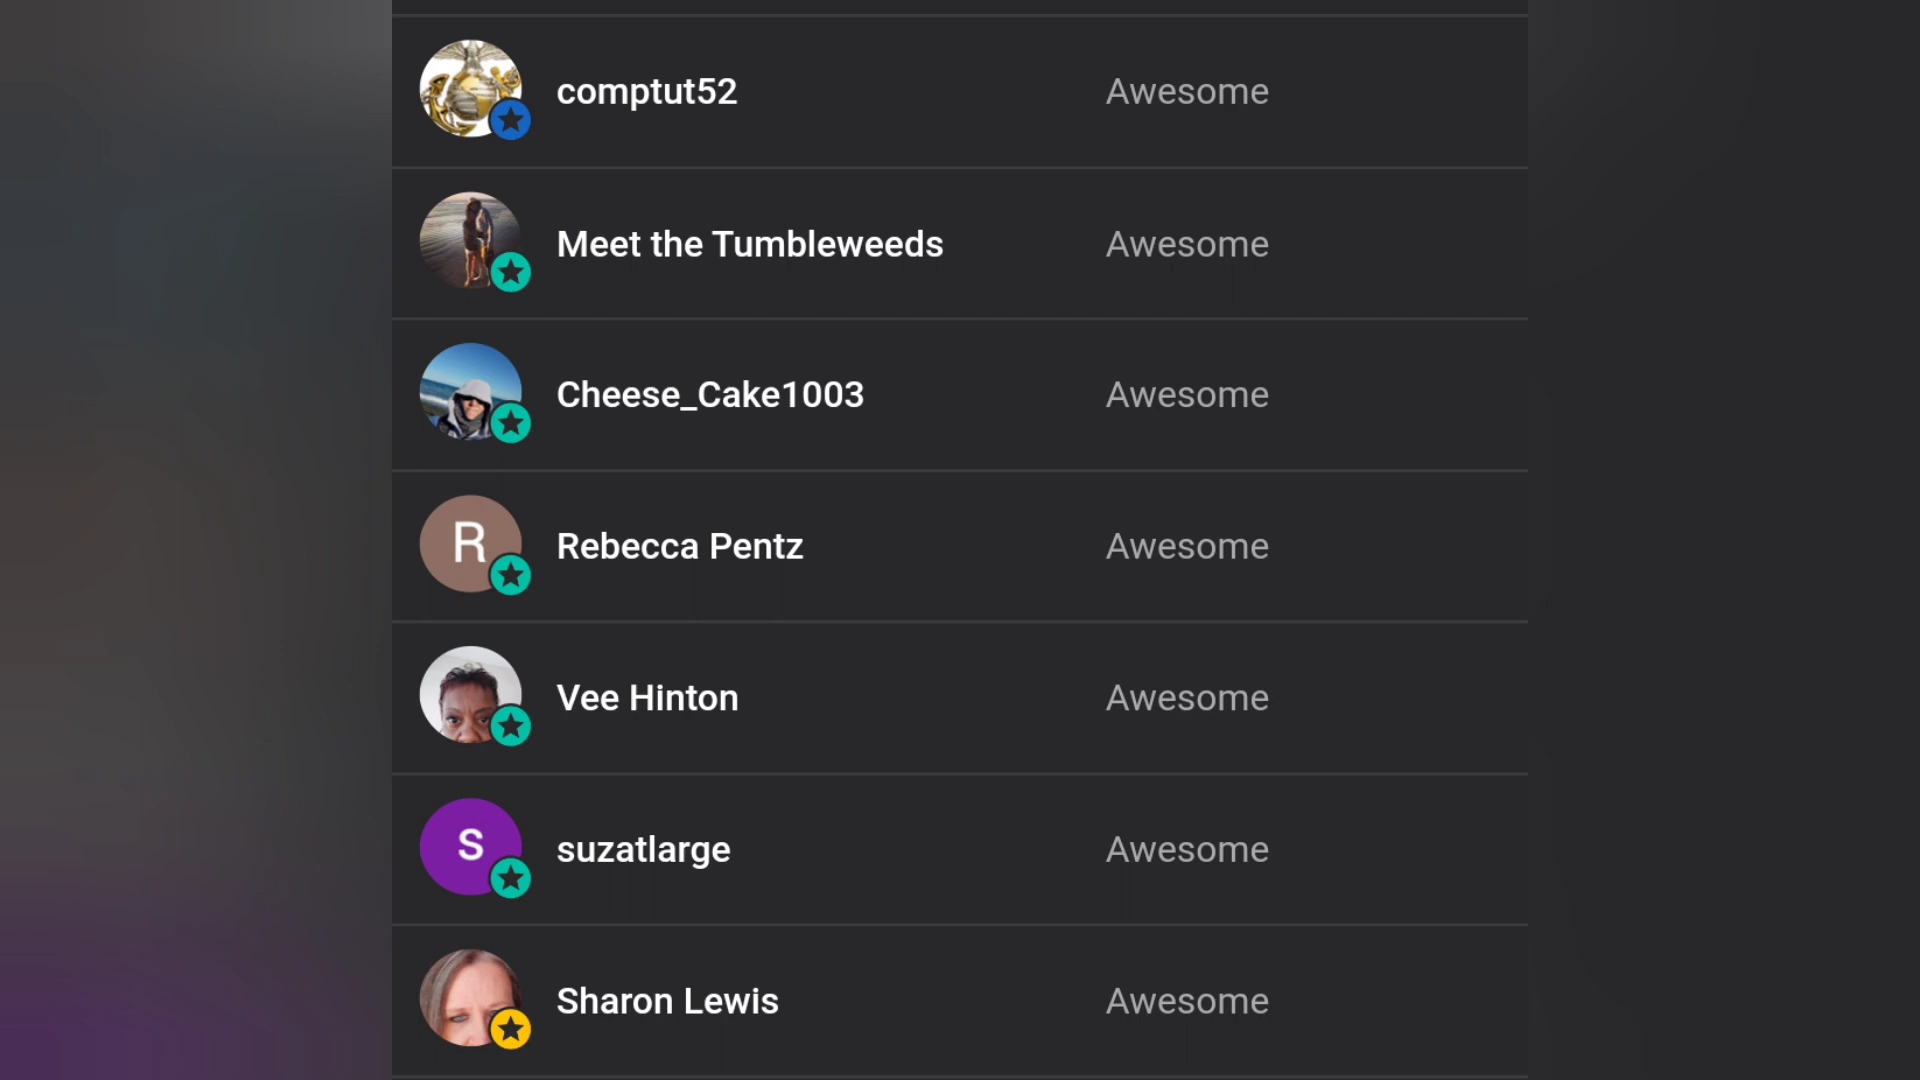 comptut52 Awesome
Meet the Tumbleweeds Awesome
Cheese_Cake1003 Awesome
R
Rebecca Pentz Awesome
Vee Hinton Awesome
S
suzatlarge Awesome
Sharon Lewis Awesome